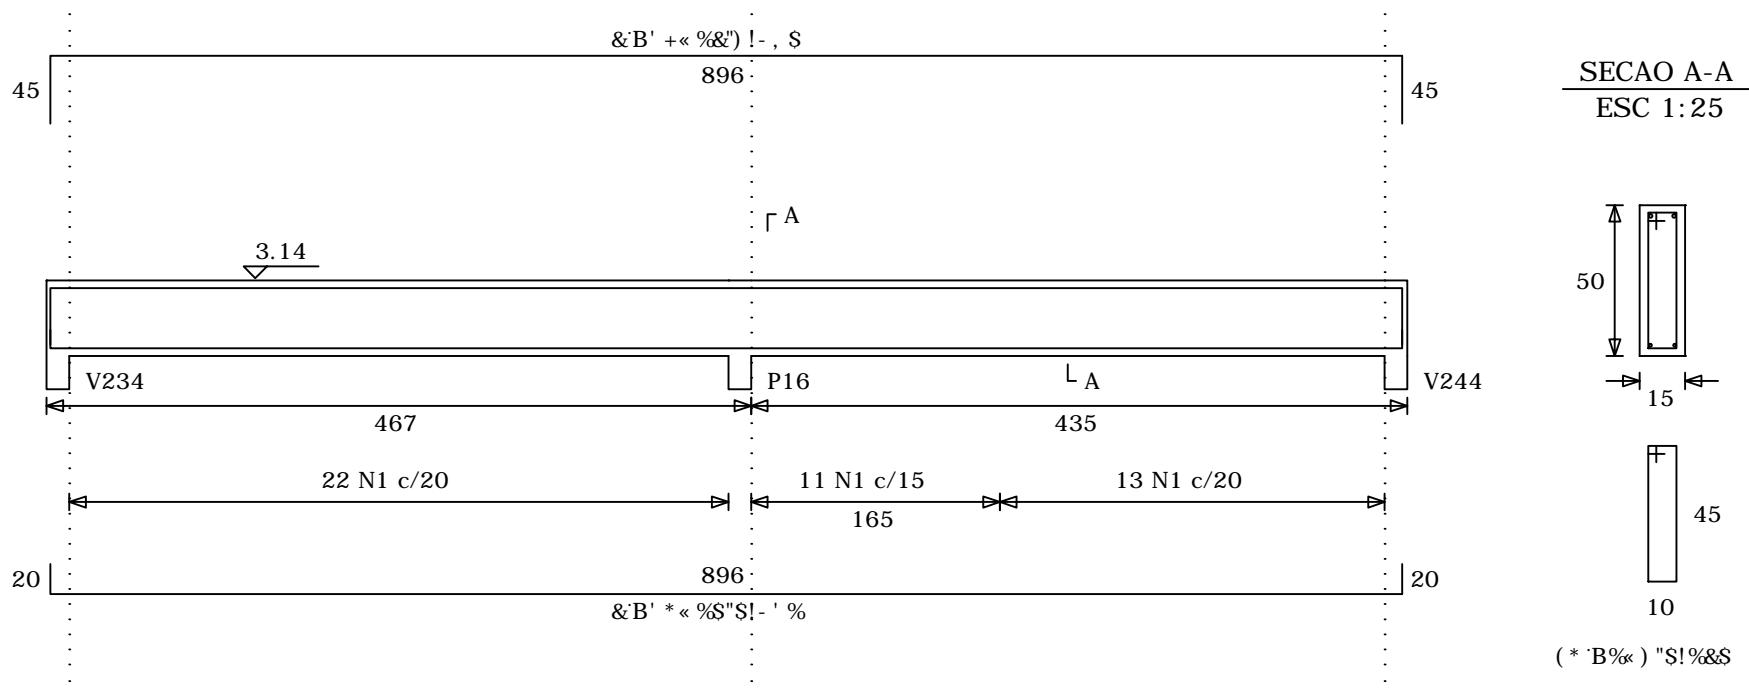 &˙B' +« %&") !-, $
896
45
45
SECAO A-A
ESC 1:25
A
3.14
50
V234
P16
A
V244
15
467
435
22 N1 c/20
11 N1 c/15
13 N1 c/20
165
45
20
896
20
&˙B' *« %$"$!- ' %
10
( * ˙B%«) "$!%&$